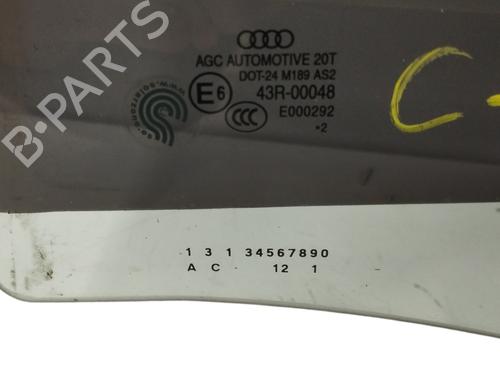 AGC AUTOMOTIVE 20T
DOT-24 M189 AS2
E6 43R-00048
CCC E000292
•2
C-
1 3 1 34567890
A C 12 1
B-PARTS